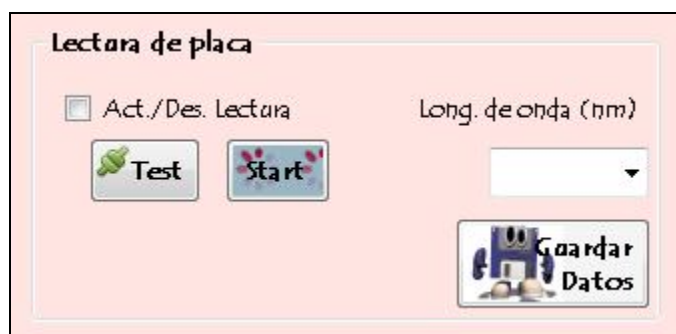 Lectura de placa
Act./Des. Lectura
Long. de onda (nm)
Test
Start
Guardar
Datos